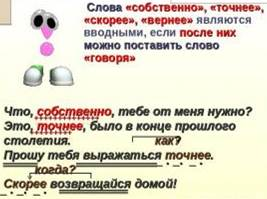 Слова «собственно», «точнее»,
«скорее», «вернее» являются
вводными, если после них
можно поставить слово
«говоря»
Что, собственно, тебе от меня нужно?
Это, точнее, было в конце прошлого
столетия. как?
Прошу тебя выражаться точнее.
когда?
Скорее возвращайся домой!